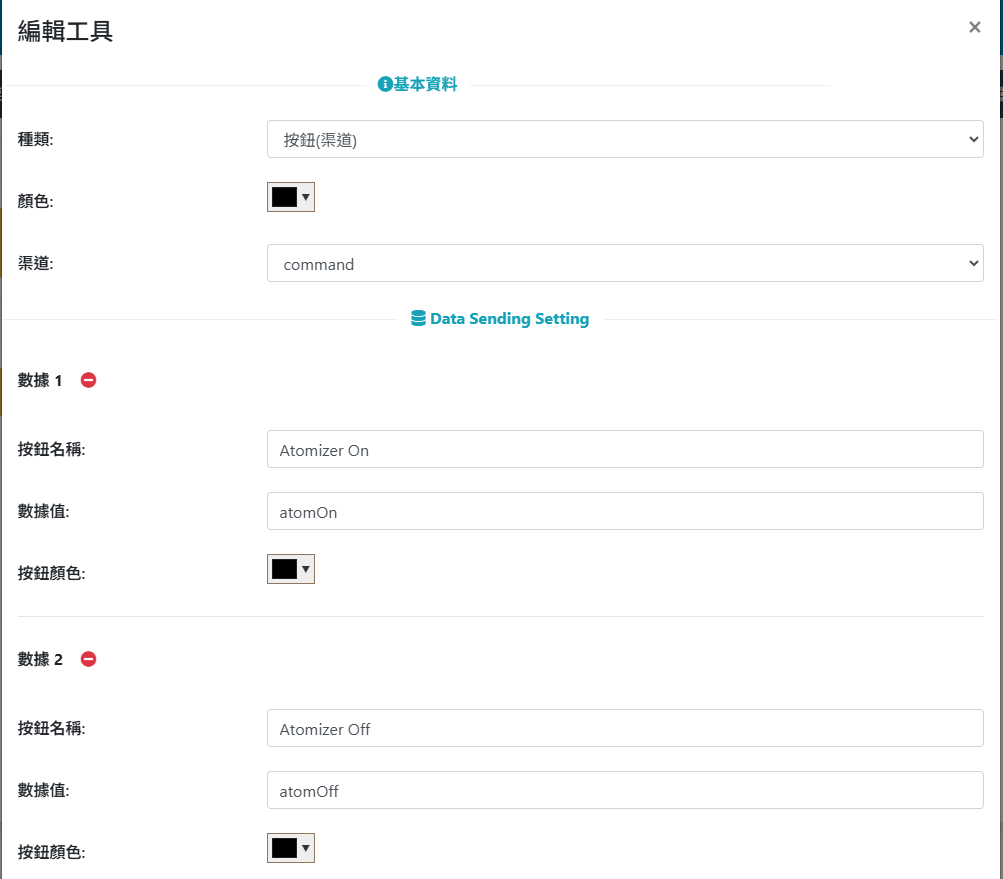 編輯工具
×
基本資料
種類:
按鈕(渠道)
顏色:
渠道:
command
Data Sending Setting
數據 1
按鈕名稱:
Atomizer On
數據值:
atomOn
按鈕顏色:
數據 2
按鈕名稱:
Atomizer Off
數據值:
atomOff
按鈕顏色: